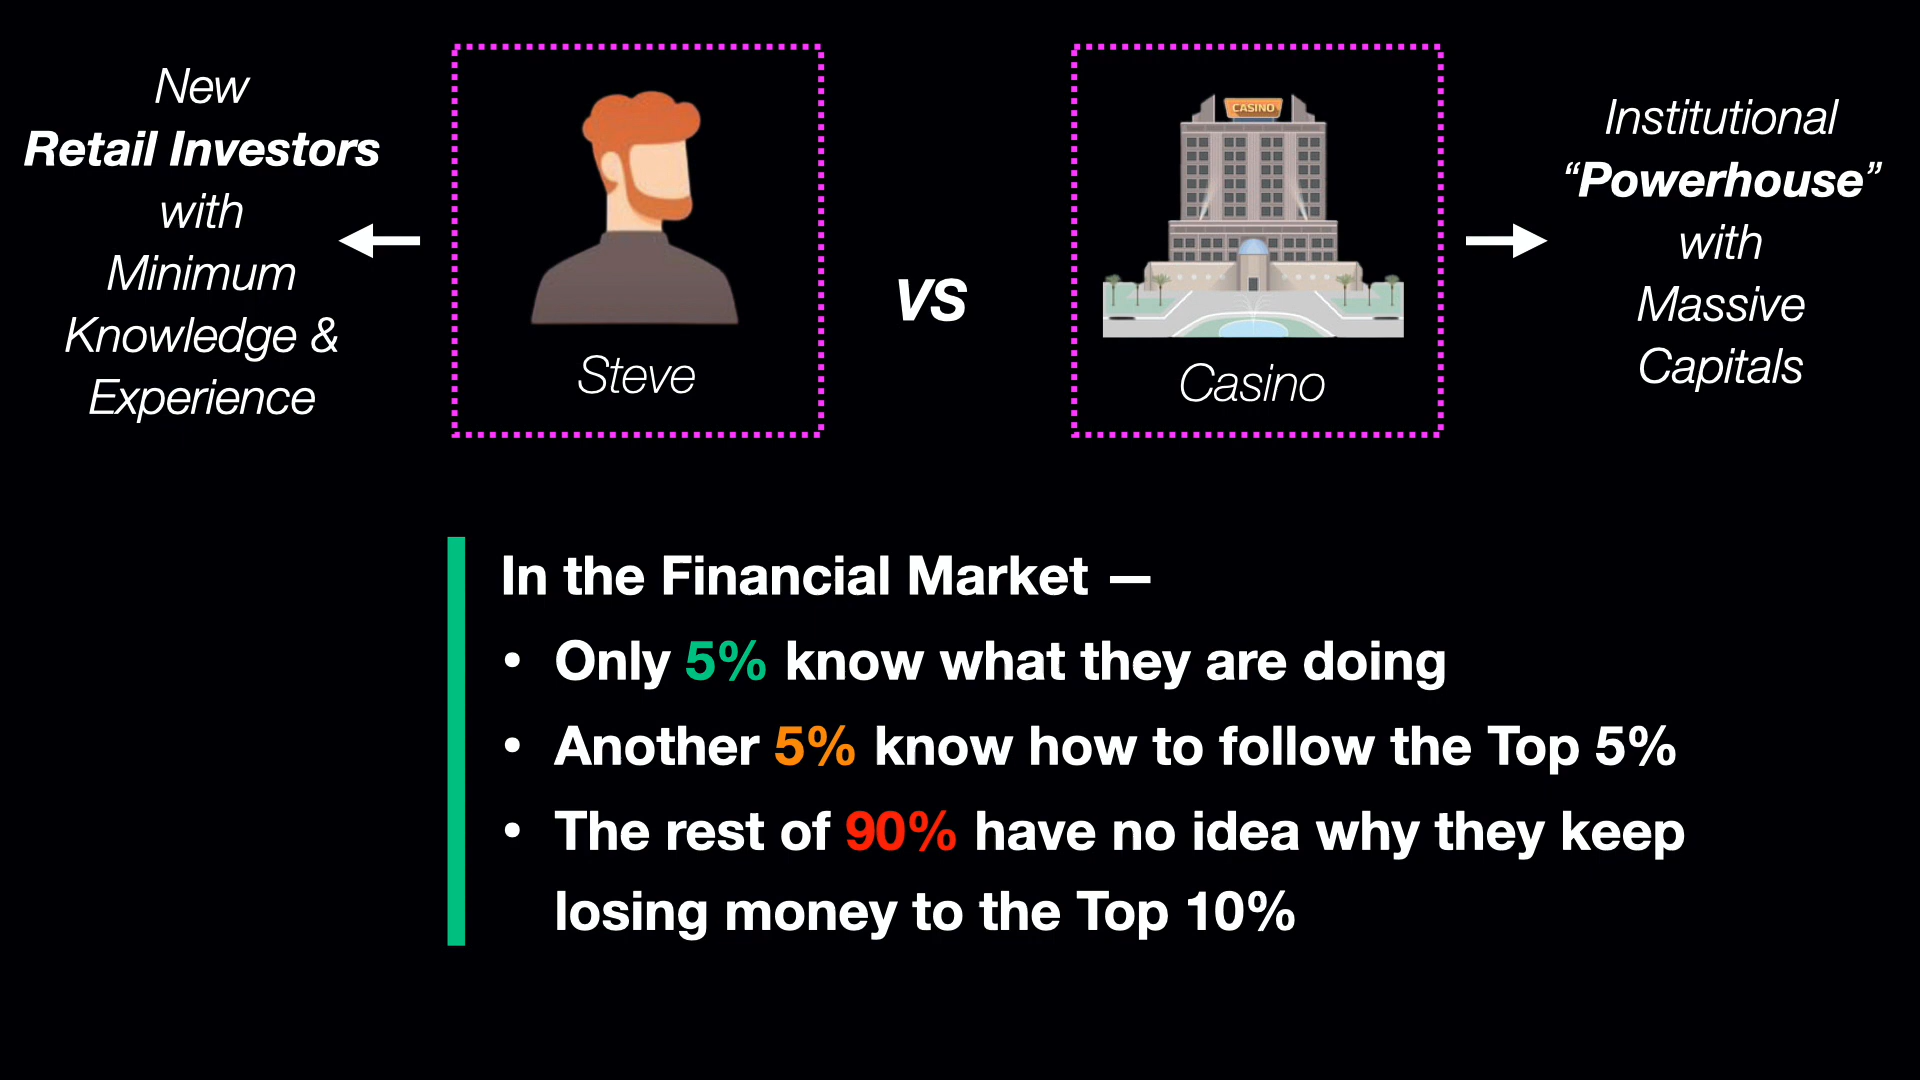 New
Retail Investors
with
Minimum
Knowledge &
Experience
Steve
VS
CASINO
Casino
Institutional
“Powerhouse”
with
Massive
Capitals
In the Financial Market —
• Only 5% know what they are doing
• Another 5% know how to follow the Top 5%
• The rest of 90% have no idea why they keep
losing money to the Top 10%